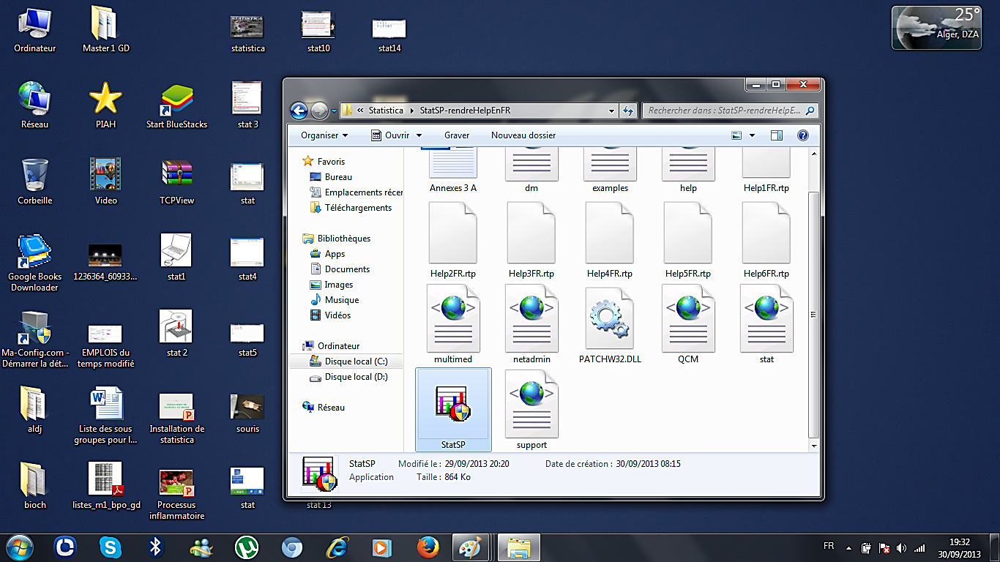 Ordinateur
Master 1 GD
statistica
stat10
stat14
25°
Alger, DZA
Réseau
PIAH
Start BlueStacks
stat 3
Corbeille
Video
TCPView
stat
Google Books
Downloader
1236364_60933...
stat1
stat4
Ma-Config.com -
Démarrer la dét...
EMPLOIS du
temps modifié
stat 2
stat5
aldj
Liste des sous
groupes pour l...
Installation de
statistica
souris
bioch
listes_m1_bpo_gd
Processus
inflammatoire
stat
stat 13
« Statistica StatSP-rendreHelpEnFR
Rechercher dans : StatSP-rendreHelpE...
Organiser
Ouvrir
Graver
Nouveau dossier
Favoris
Bureau
Emplacements récer
Téléchargements
Bibliothèques
Apps
Documents
Images
Musique
Vidéos
Ordinateur
Disque local (C:)
Disque local (D:)
Réseau
Annexes 3 A
dm
examples
help
Help1FR.rtp
Help2FR.rtp
Help3FR.rtp
Help4FR.rtp
Help5FR.rtp
Help6FR.rtp
multimed
netadmin
PATCHW32.DLL
QCM
stat
StatSP
support
StatSP Modifié le : 29/09/2013 20:20 Date de création : 30/09/2013 08:15
Application Taille : 864 Ko
FR
19:32
30/09/2013